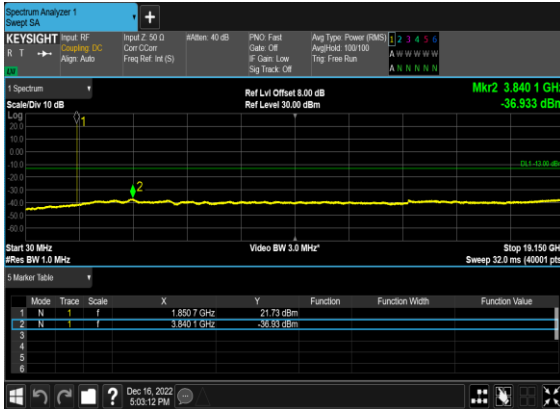 Spectrum Analyzer 1
Swept SA
+
KEYSIGHT Input: RF Input Z: 50 Ω #Atten: 40 dB PNO: Fast Avg Type: Power (RMS) 1 2 3 4 5 6
R T Coupling: DC Corr CCorr Gate: Off Avg|Hold: 100/100 A W W W W W
Align: Auto Freq Ref: Int (S) IF Gain: Low Trig: Free Run
Sig Track: Off A N N N N N
1 Spectrum
Ref Lvl Offset 8.00 dB Mkr2 3.840 1 GHz
Scale/Div 10 dB Ref Level 30.00 dBm -36.933 dBm
Log
1
20.0
10.0
0.00
-10.0 DL1 -13.00 dBm
-20.0
-30.0
2
-40.0
-50.0
-60.0
Start 30 MHz Video BW 3.0 MHz* Stop 19.150 GHz
#Res BW 1.0 MHz Sweep 32.0 ms (40001 pts)
5 Marker Table
Mode Trace Scale X Y Function Function Width Function Value
1 N 1 f 1.850 7 GHz 21.73 dBm
2 N 1 f 3.840 1 GHz -36.93 dBm
3
4
5
6
? Dec 16, 2022
5:03:12 PM